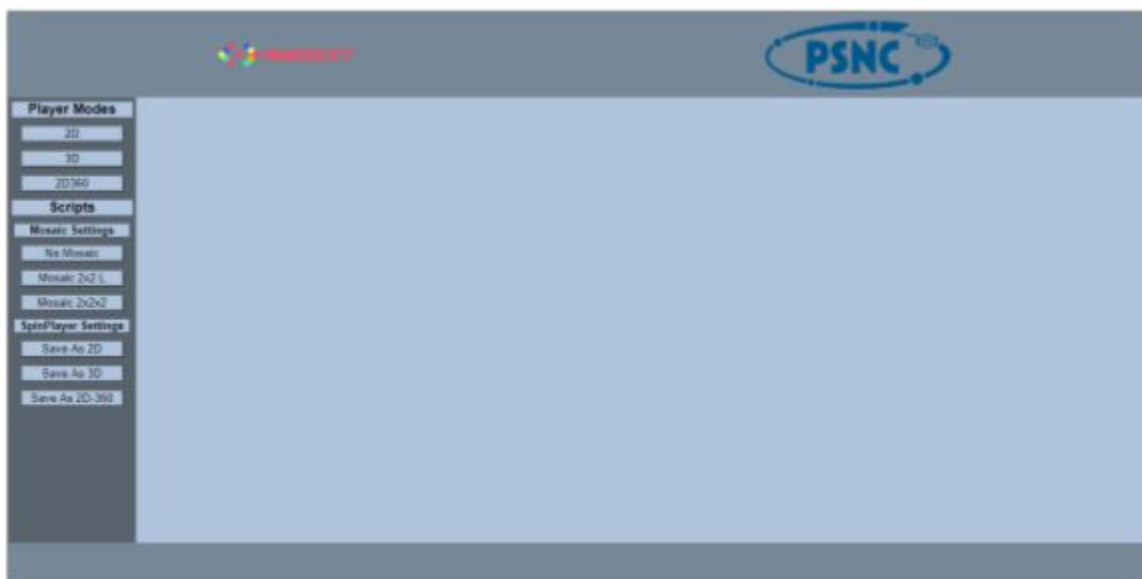 PSNC
Player Modes
2D
3D
2D360
Scripts
Mosaic Settings
No Mosaic
Mosaic 2x2 L
Mosaic 2x2x2
SpinPlayer Settings
Save As 2D
Save As 3D
Save As 2D-360